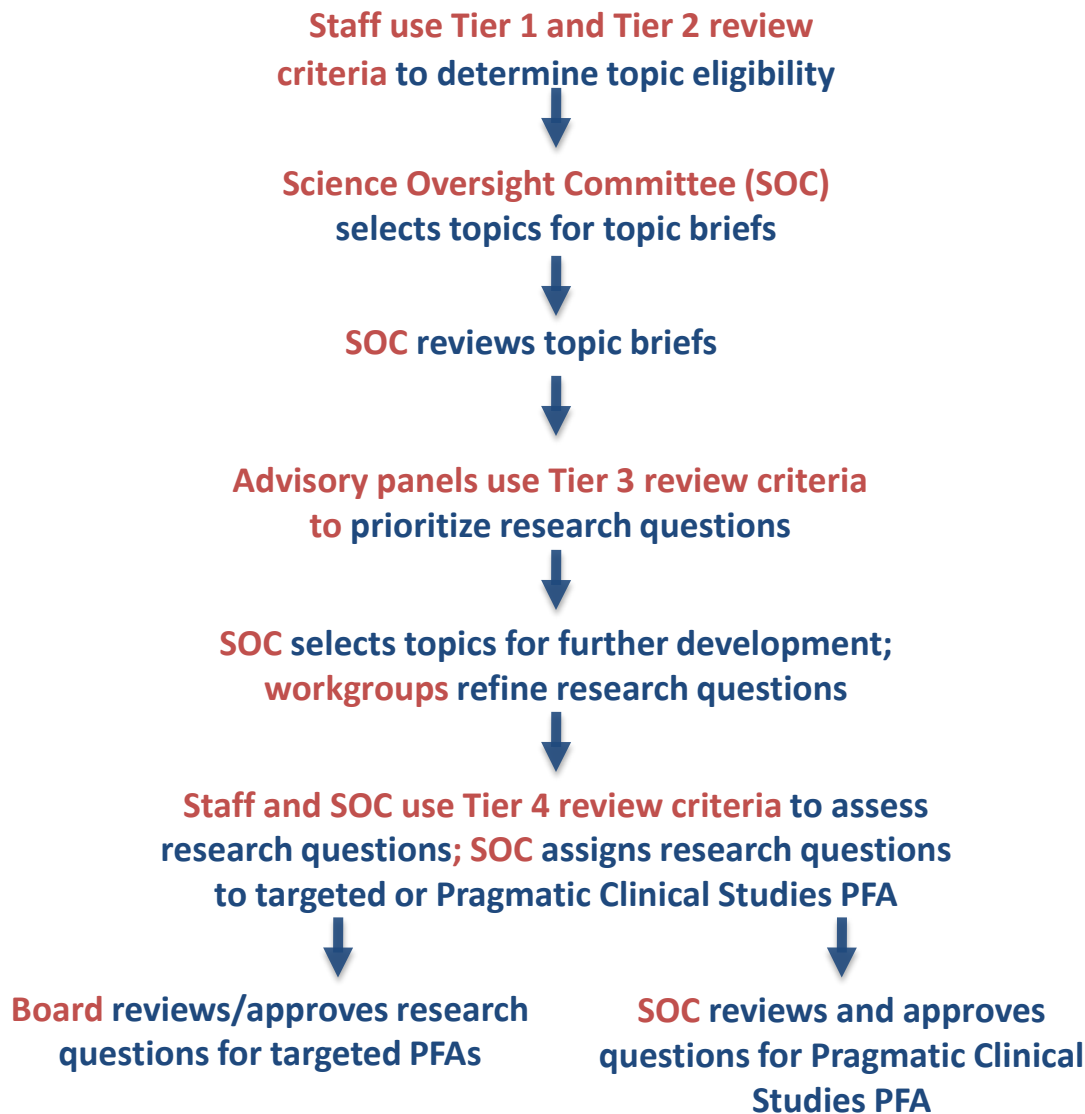 Staff use Tier 1 and Tier 2 review
criteria to determine topic eligibility
Science Oversight Committee (SOC)
selects topics for topic briefs
SOC reviews topic briefs
Advisory panels use Tier 3 review criteria
to prioritize research questions
SOC selects topics for further development;
workgroups refine research questions
Staff and SOC use Tier 4 review criteria to assess
research questions; SOC assigns research questions
to targeted or Pragmatic Clinical Studies PFA
Board reviews/approves research
questions for targeted PFAs
SOC reviews and approves
questions for Pragmatic Clinical
Studies PFA